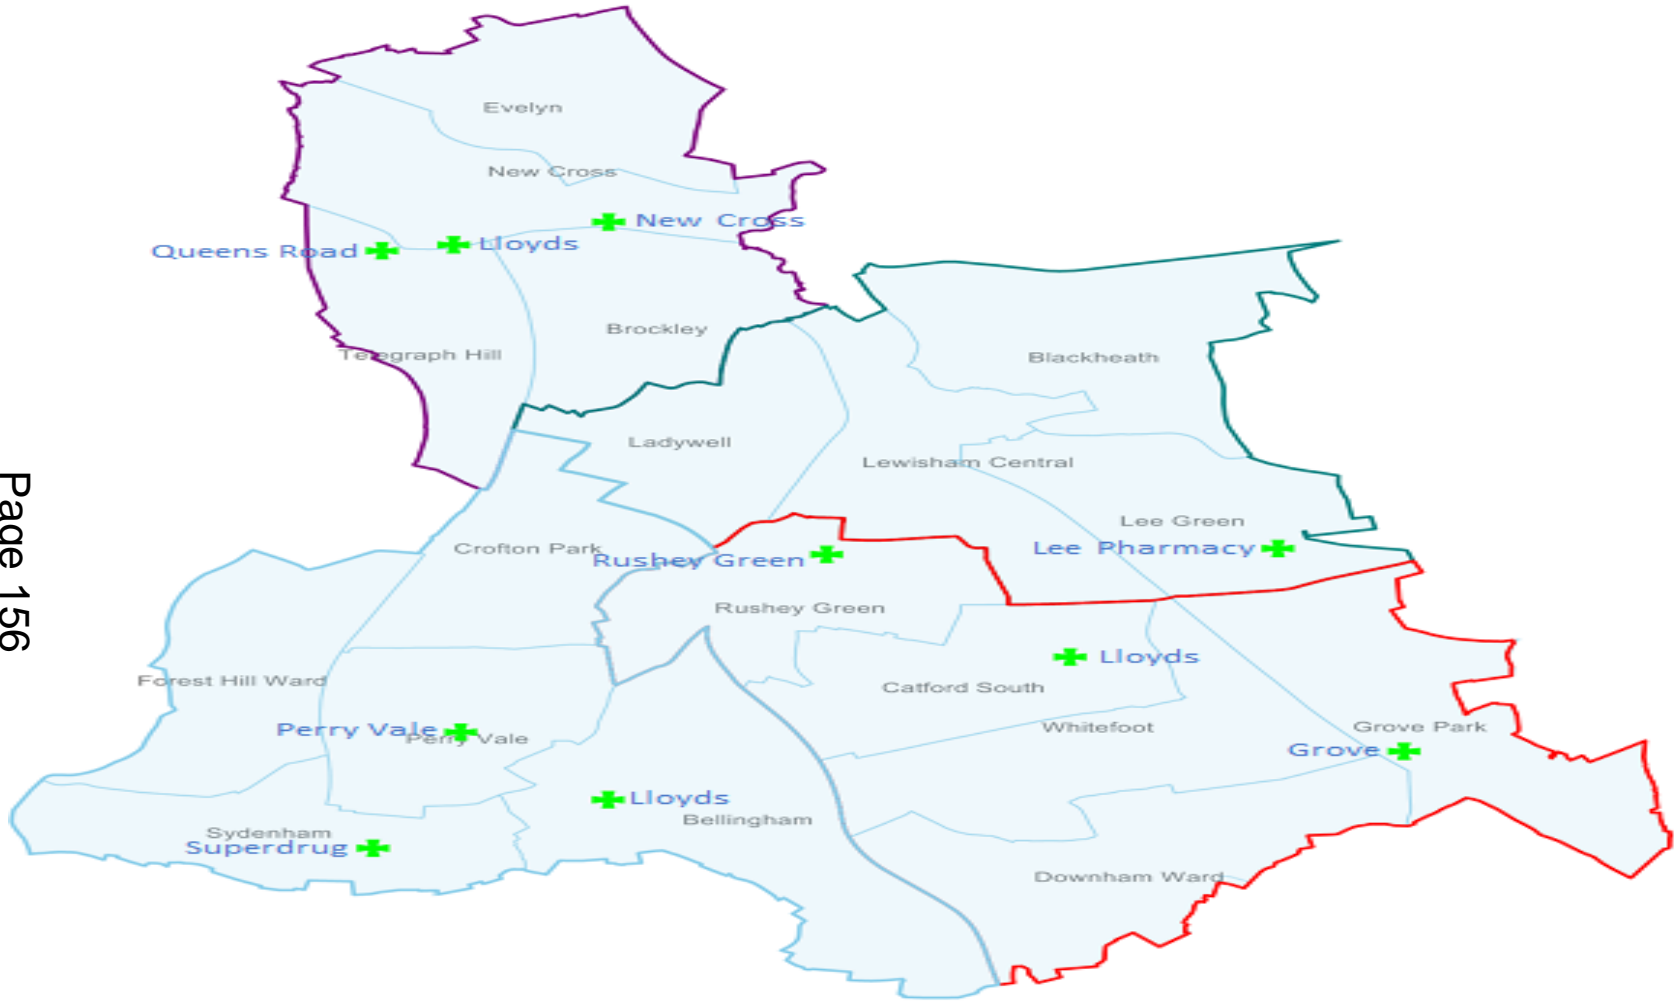 Evelyn
New Cross
New Cross
Queens Road
Lloyds
Brockley
Telegraph Hill
Blackheath
Ladywell
Lewisham Central
Lee Green
Lee Pharmacy
Crofton Park
Rushey Green
Rushey Green
Lloyds
Catford South
Forest Hill Ward
Perry Vale
Perry Vale
Whitefoot
Grove Park
Grove
Lloyds
Bellingham
Sydenham
Superdrug
Downham Ward
Page 156